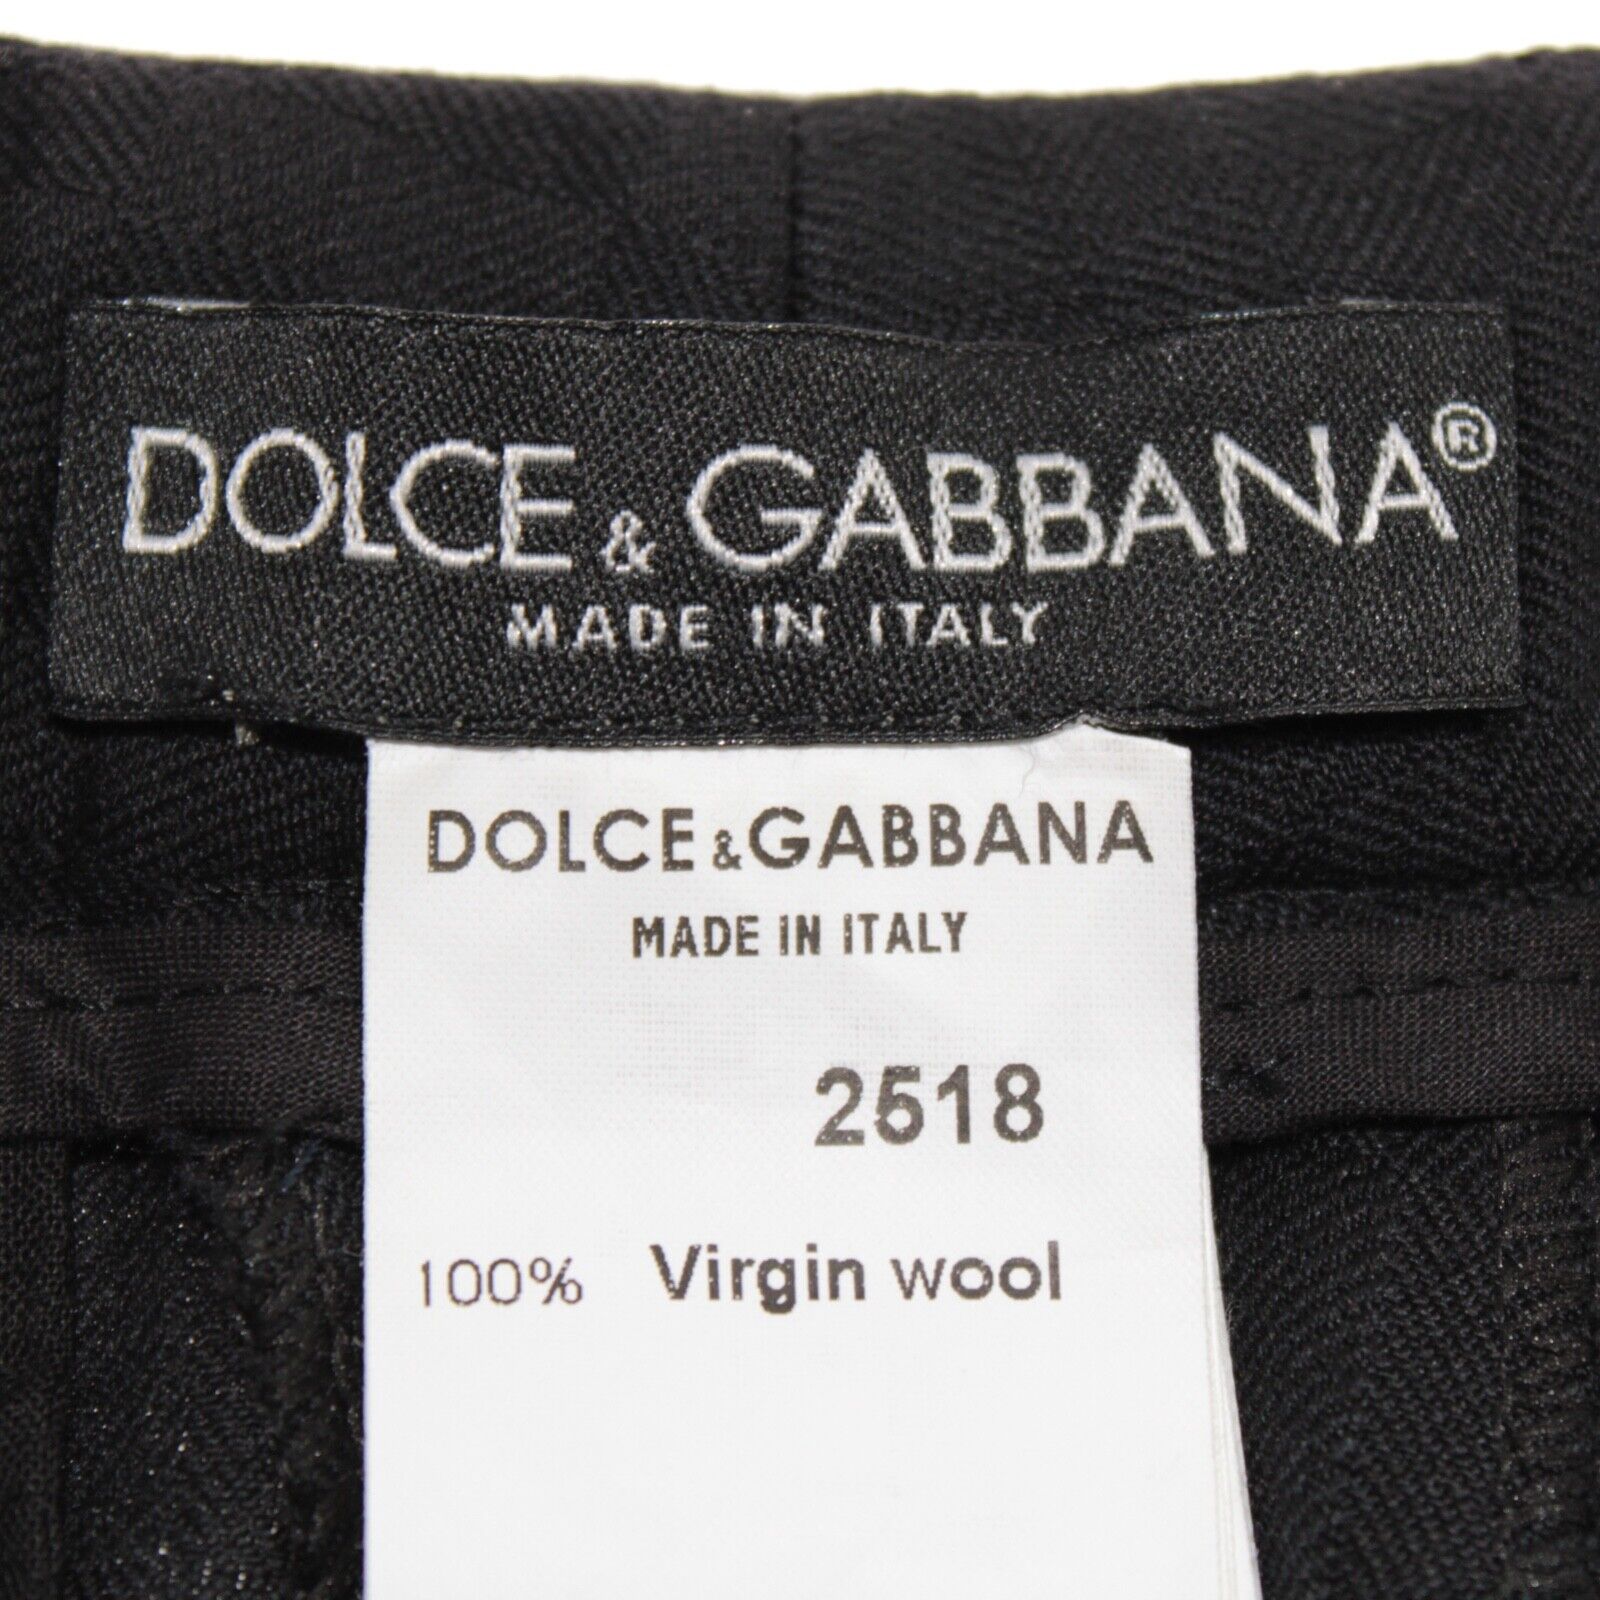 DOLCE & GABBANA®
MADE IN ITALY
DOLCE & GABBANA
MADE IN ITALY
2518
100% Virgin wool